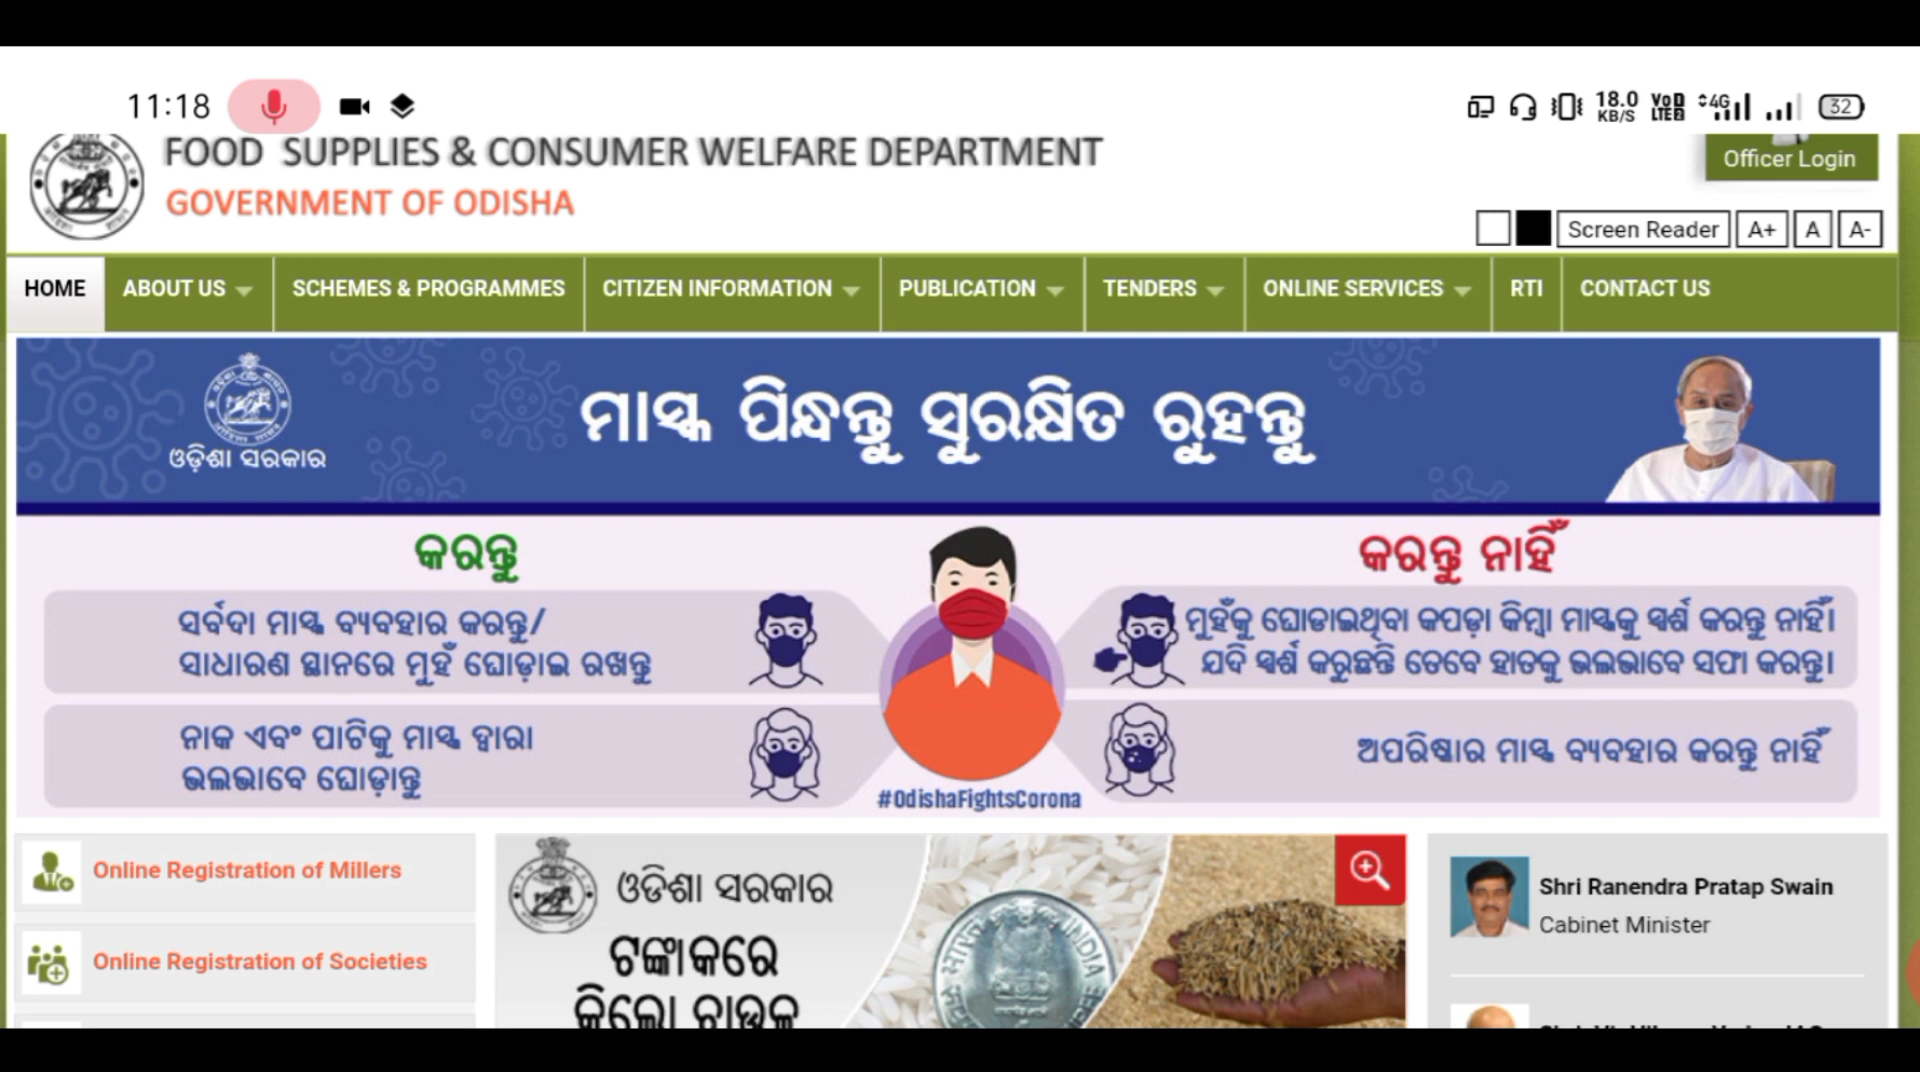 11:18
18.0 KB/S
4G
32
FOOD SUPPLIES & CONSUMER WELFARE DEPARTMENT
GOVERNMENT OF ODISHA
Officer Login
Screen Reader A+ A A-
HOME ABOUT US SCHEMES & PROGRAMMES CITIZEN INFORMATION PUBLICATION TENDERS ONLINE SERVICES RTI CONTACT US
ମାସ୍କ ପିନ୍ଧନ୍ତୁ ସୁରକ୍ଷିତ ରୁହନ୍ତୁ
ଓଡ଼ିଶା ସରକାର
କରନ୍ତୁ
ସର୍ବଦା ମାସ୍କ ବ୍ୟବହାର କରନ୍ତୁ/
ସାଧାରଣ ସ୍ଥାନରେ ମୁହଁ ଘୋଡ଼ାଇ ରଖନ୍ତୁ
ନାକ ଏବଂ ପାଟିକୁ ମାସ୍କ ଦ୍ୱାରା
ଭଲଭାବେ ଘୋଡ଼ାନ୍ତୁ
କରନ୍ତୁ ନାହିଁ
ମୁହଁକୁ ଘୋଡାଇଥିବା କପଡ଼ା କିମ୍ବା ମାସ୍କକୁ ସ୍ପର୍ଶ କରନ୍ତୁ ନାହିଁ।
ଯଦି ସ୍ପର୍ଶ କରୁଛନ୍ତି ତେବେ ହାତକୁ ଭଲଭାବେ ସଫା କରନ୍ତୁ।
ଅପରିଷ୍କାର ମାସ୍କ ବ୍ୟବହାର କରନ୍ତୁ ନାହିଁ
#OdishaFightsCorona
Online Registration of Millers
Online Registration of Societies
ଓଡିଶା ସରକାର
ଟଙ୍କାକରେ
କିଲୋ ଚାଉଳ
INDIA
Shri Ranendra Pratap Swain
Cabinet Minister